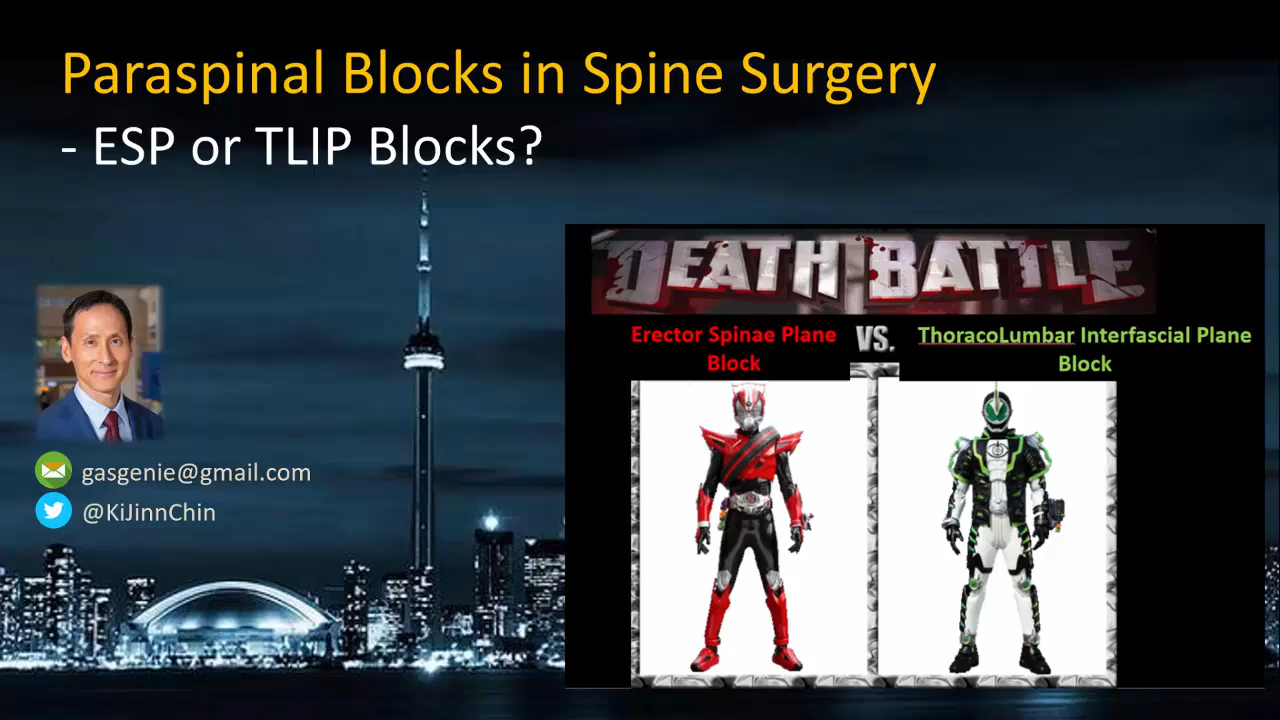 Paraspinal Blocks in Spine Surgery
- ESP or TLIP Blocks?
gasgenie@gmail.com
@KiJinnChin
DEATH BATTLE
Erector Spinae Plane
Block
VS.
ThoracoLumbar Interfascial Plane
Block